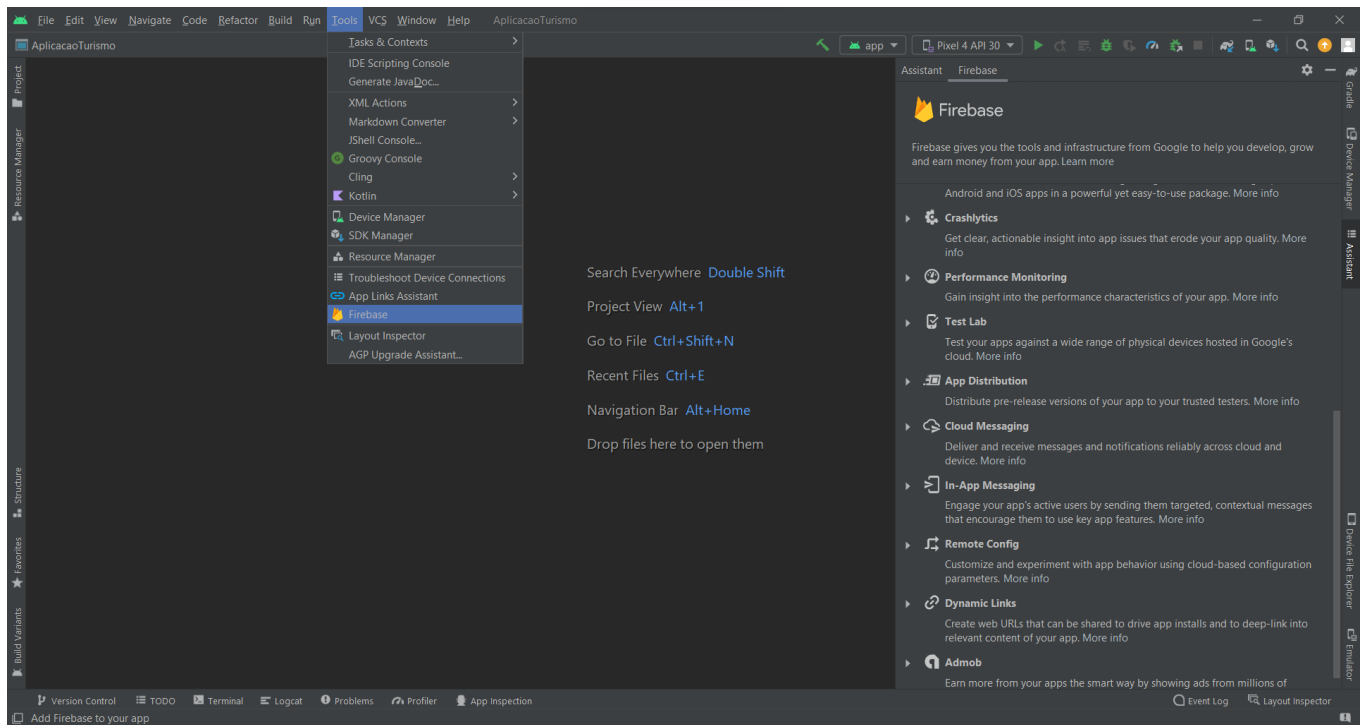 File Edit View Navigate Code Refactor Build Run Tools VCS Window Help AplicacaoTurismo
AplicacaoTurismo
app
Pixel 4 API 30
Project
Resource Manager
Structure
Favorites
Build Variants
Tasks & Contexts
IDE Scripting Console
Generate JavaDoc...
XML Actions
Markdown Converter
JShell Console...
Groovy Console
Cling
Kotlin
Device Manager
SDK Manager
Resource Manager
Troubleshoot Device Connections
App Links Assistant
Firebase
Layout Inspector
AGP Upgrade Assistant...
Search Everywhere Double Shift
Project View Alt+1
Go to File Ctrl+Shift+N
Recent Files Ctrl+E
Navigation Bar Alt+Home
Drop files here to open them
Assistant Firebase
Firebase
Firebase gives you the tools and infrastructure from Google to help you develop, grow
and earn money from your app. Learn more
Android and iOS apps in a powerful yet easy-to-use package. More info
Crashlytics
Get clear, actionable insight into app issues that erode your app quality. More
info
Performance Monitoring
Gain insight into the performance characteristics of your app. More info
Test Lab
Test your apps against a wide range of physical devices hosted in Google's
cloud. More info
App Distribution
Distribute pre-release versions of your app to your trusted testers. More info
Cloud Messaging
Deliver and receive messages and notifications reliably across cloud and
device. More info
In-App Messaging
Engage your app's active users by sending them targeted, contextual messages
that encourage them to use key app features. More info
Remote Config
Customize and experiment with app behavior using cloud-based configuration
parameters. More info
Dynamic Links
Create web URLs that can be shared to drive app installs and to deep-link into
relevant content of your app. More info
Admob
Earn more from your apps the smart way by showing ads from millions of
Gradle
Device Manager
Assistant
Device File Explorer
Emulator
Version Control TODO Terminal Logcat Problems Profiler App Inspection
Event Log Layout Inspector
Add Firebase to your app